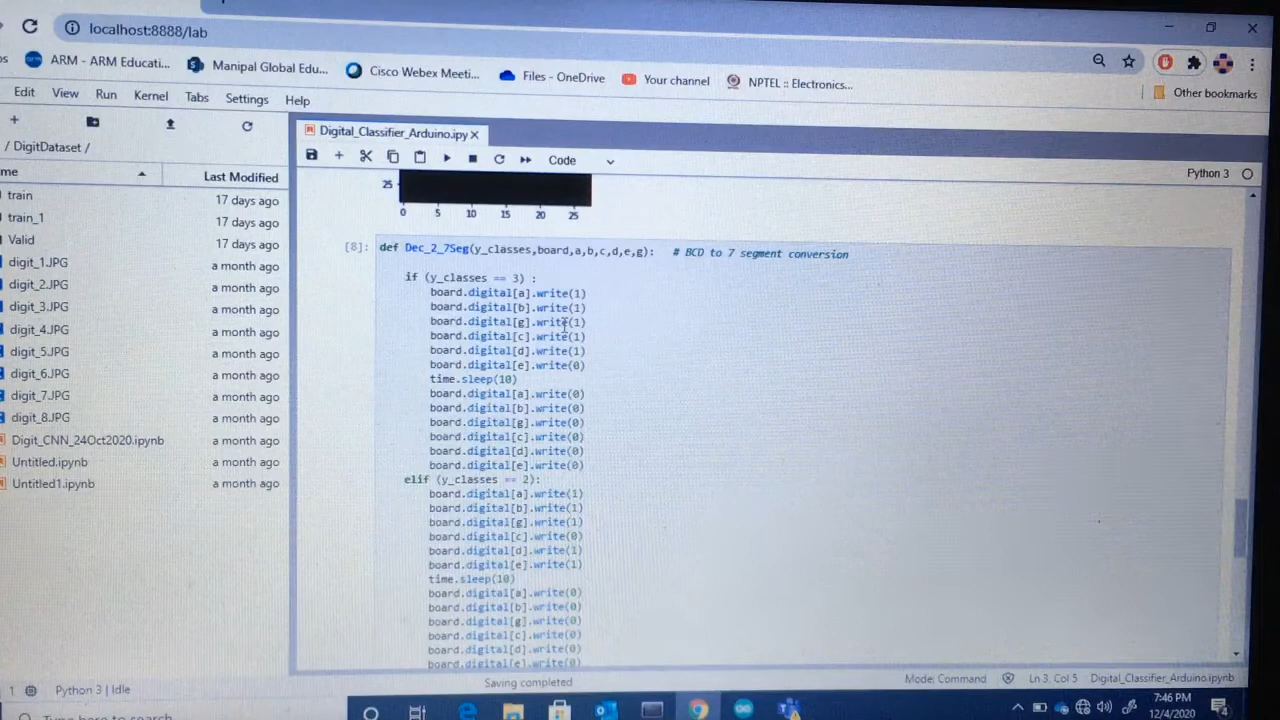 localhost:8888/lab
ARM - ARM Educati...
Manipal Global Edu...
Cisco Webex Meeti...
Files - OneDrive
Your channel
NPTEL :: Electronics...
Other bookmarks
Edit View Run Kernel Tabs Settings Help
Digital_Classifier_Arduino.ipy
Code
Python 3
/ DigitDataset /
me Last Modified
train 17 days ago
train_1 17 days ago
Valid 17 days ago
digit_1.JPG a month ago
digit_2.JPG a month ago
digit_3.JPG a month ago
digit_4.JPG a month ago
digit_5.JPG a month ago
digit_6.JPG a month ago
digit_7.JPG a month ago
digit_8.JPG a month ago
Digit_CNN_24Oct2020.ipynb a month ago
Untitled.ipynb a month ago
Untitled1.ipynb a month ago
25
0 5 10 15 20 25
[8]: def Dec_2_7Seg(y_classes,board,a,b,c,d,e,g): # BCD to 7 segment conversion
if (y_classes == 3) :
board.digital[a].write(1)
board.digital[b].write(1)
board.digital[g].write(1)
board.digital[c].write(1)
board.digital[d].write(1)
board.digital[e].write(0)
time.sleep(10)
board.digital[a].write(0)
board.digital[b].write(0)
board.digital[g].write(0)
board.digital[c].write(0)
board.digital[d].write(0)
board.digital[e].write(0)
elif (y_classes == 2):
board.digital[a].write(1)
board.digital[b].write(1)
board.digital[g].write(1)
board.digital[c].write(0)
board.digital[d].write(1)
board.digital[e].write(1)
time.sleep(10)
board.digital[a].write(0)
board.digital[b].write(0)
board.digital[g].write(0)
board.digital[c].write(0)
board.digital[d].write(0)
board.digital[e].write(0)
1 Python 3 | Idle
Saving completed
Mode: Command Ln 3, Col 5 Digital_Classifier_Arduino.ipynb
Type here to search
7:46 PM
12/4/2020
4